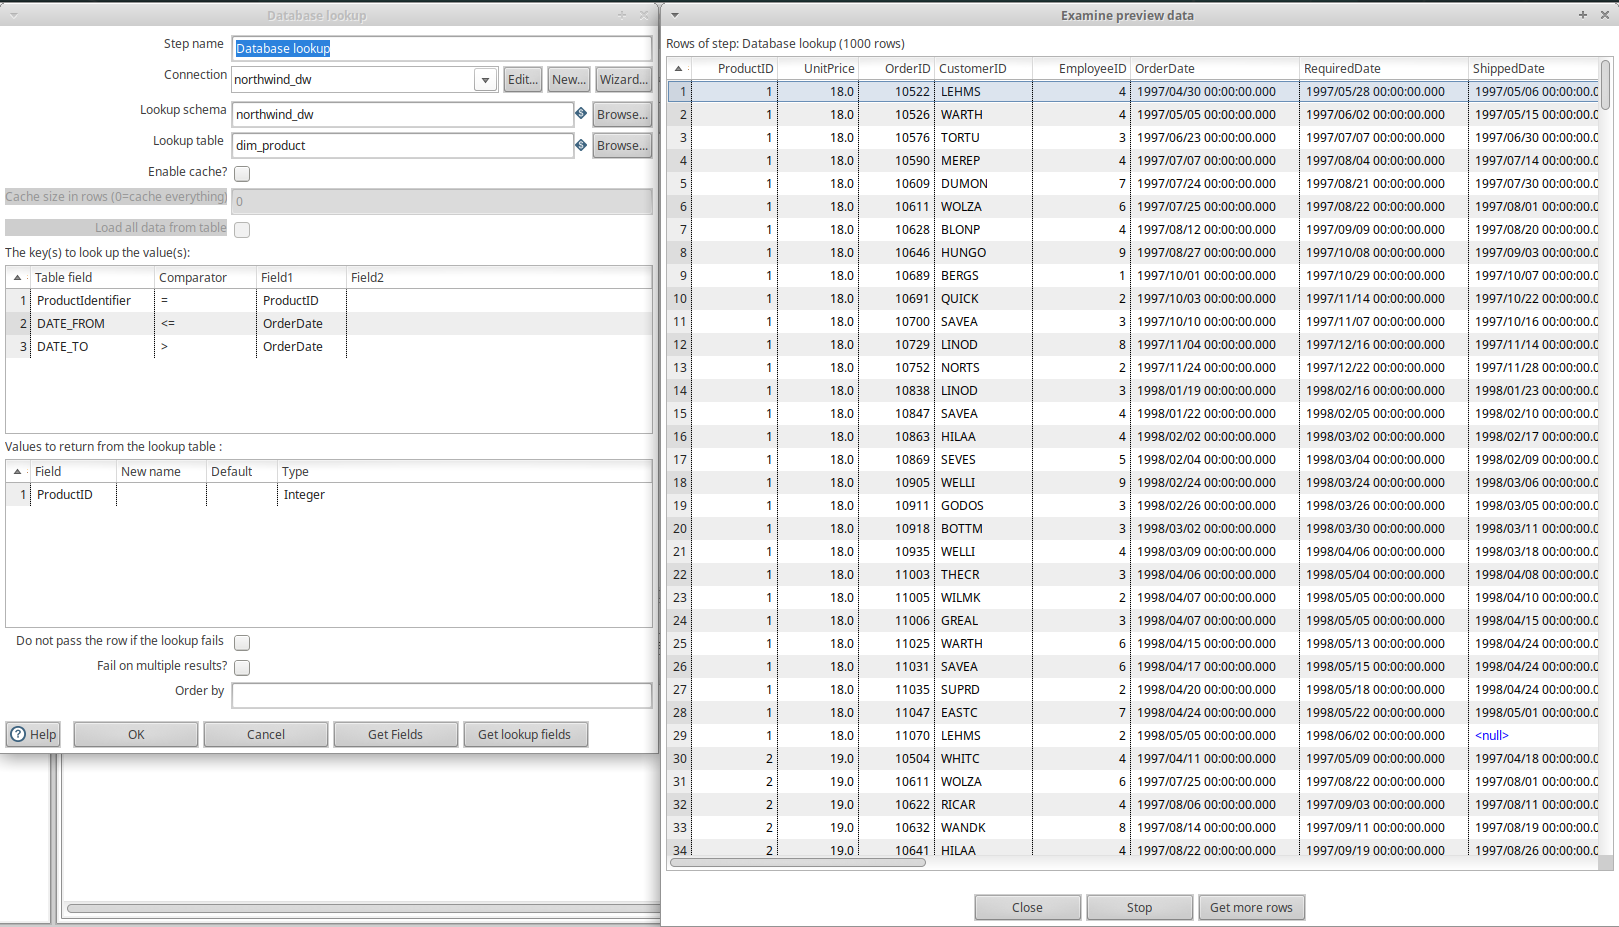 Database lookup
Step name Database lookup
Connection northwind_dw Edit... New... Wizard...
Lookup schema northwind_dw Browse...
Lookup table dim_product Browse...
Enable cache?
Cache size in rows (0=cache everything) 0
Load all data from table
The key(s) to look up the value(s):
Table field Comparator Field1 Field2
1 ProductIdentifier = ProductID
2 DATE_FROM <= OrderDate
3 DATE_TO > OrderDate
Values to return from the lookup table :
Field New name Default Type
1 ProductID Integer
Do not pass the row if the lookup fails
Fail on multiple results?
Order by
Help OK Cancel Get Fields Get lookup fields
Examine preview data
Rows of step: Database lookup (1000 rows)
ProductID UnitPrice OrderID CustomerID EmployeeID OrderDate RequiredDate ShippedDate
1 1 18.0 10522 LEHMS 4 1997/04/30 00:00:00.000 1997/05/28 00:00:00.000 1997/05/06 00:00:00.0
2 1 18.0 10526 WARTH 4 1997/05/05 00:00:00.000 1997/06/02 00:00:00.000 1997/05/15 00:00:00.0
3 1 18.0 10576 TORTU 3 1997/06/23 00:00:00.000 1997/07/07 00:00:00.000 1997/06/30 00:00:00.0
4 1 18.0 10590 MEREP 4 1997/07/07 00:00:00.000 1997/08/04 00:00:00.000 1997/07/14 00:00:00.0
5 1 18.0 10609 DUMON 7 1997/07/24 00:00:00.000 1997/08/21 00:00:00.000 1997/07/30 00:00:00.0
6 1 18.0 10611 WOLZA 6 1997/07/25 00:00:00.000 1997/08/22 00:00:00.000 1997/08/01 00:00:00.0
7 1 18.0 10628 BLONP 4 1997/08/12 00:00:00.000 1997/09/09 00:00:00.000 1997/08/20 00:00:00.0
8 1 18.0 10646 HUNGO 9 1997/08/27 00:00:00.000 1997/10/08 00:00:00.000 1997/09/03 00:00:00.0
9 1 18.0 10689 BERGS 1 1997/10/01 00:00:00.000 1997/10/29 00:00:00.000 1997/10/07 00:00:00.0
10 1 18.0 10691 QUICK 2 1997/10/03 00:00:00.000 1997/11/14 00:00:00.000 1997/10/22 00:00:00.0
11 1 18.0 10700 SAVEA 3 1997/10/10 00:00:00.000 1997/11/07 00:00:00.000 1997/10/16 00:00:00.0
12 1 18.0 10729 LINOD 8 1997/11/04 00:00:00.000 1997/12/16 00:00:00.000 1997/11/14 00:00:00.0
13 1 18.0 10752 NORTS 2 1997/11/24 00:00:00.000 1997/12/22 00:00:00.000 1997/11/28 00:00:00.0
14 1 18.0 10838 LINOD 3 1998/01/19 00:00:00.000 1998/02/16 00:00:00.000 1998/01/23 00:00:00.0
15 1 18.0 10847 SAVEA 4 1998/01/22 00:00:00.000 1998/02/05 00:00:00.000 1998/02/10 00:00:00.0
16 1 18.0 10863 HILAA 4 1998/02/02 00:00:00.000 1998/03/02 00:00:00.000 1998/02/17 00:00:00.0
17 1 18.0 10869 SEVES 5 1998/02/04 00:00:00.000 1998/03/04 00:00:00.000 1998/02/09 00:00:00.0
18 1 18.0 10905 WELLI 9 1998/02/24 00:00:00.000 1998/03/24 00:00:00.000 1998/03/06 00:00:00.0
19 1 18.0 10911 GODOS 3 1998/02/26 00:00:00.000 1998/03/26 00:00:00.000 1998/03/05 00:00:00.0
20 1 18.0 10918 BOTTM 3 1998/03/02 00:00:00.000 1998/03/30 00:00:00.000 1998/03/11 00:00:00.0
21 1 18.0 10935 WELLI 4 1998/03/09 00:00:00.000 1998/04/06 00:00:00.000 1998/03/18 00:00:00.0
22 1 18.0 11003 THECR 3 1998/04/06 00:00:00.000 1998/05/04 00:00:00.000 1998/04/08 00:00:00.0
23 1 18.0 11005 WILMK 2 1998/04/07 00:00:00.000 1998/05/05 00:00:00.000 1998/04/10 00:00:00.0
24 1 18.0 11006 GREAL 3 1998/04/07 00:00:00.000 1998/05/05 00:00:00.000 1998/04/15 00:00:00.0
25 1 18.0 11025 WARTH 6 1998/04/15 00:00:00.000 1998/05/13 00:00:00.000 1998/04/24 00:00:00.0
26 1 18.0 11031 SAVEA 6 1998/04/17 00:00:00.000 1998/05/15 00:00:00.000 1998/04/24 00:00:00.0
27 1 18.0 11035 SUPRD 2 1998/04/20 00:00:00.000 1998/05/18 00:00:00.000 1998/04/24 00:00:00.0
28 1 18.0 11047 EASTC 7 1998/04/24 00:00:00.000 1998/05/22 00:00:00.000 1998/05/01 00:00:00.0
29 1 18.0 11070 LEHMS 2 1998/05/05 00:00:00.000 1998/06/02 00:00:00.000 <null>
30 2 19.0 10504 WHITC 4 1997/04/11 00:00:00.000 1997/05/09 00:00:00.000 1997/04/18 00:00:00.0
31 2 19.0 10611 WOLZA 6 1997/07/25 00:00:00.000 1997/08/22 00:00:00.000 1997/08/01 00:00:00.0
32 2 19.0 10622 RICAR 4 1997/08/06 00:00:00.000 1997/09/03 00:00:00.000 1997/08/11 00:00:00.0
33 2 19.0 10632 WANDK 8 1997/08/14 00:00:00.000 1997/09/11 00:00:00.000 1997/08/19 00:00:00.0
34 2 19.0 10641 HILAA 4 1997/08/22 00:00:00.000 1997/09/19 00:00:00.000 1997/08/26 00:00:00.0
Close Stop Get more rows